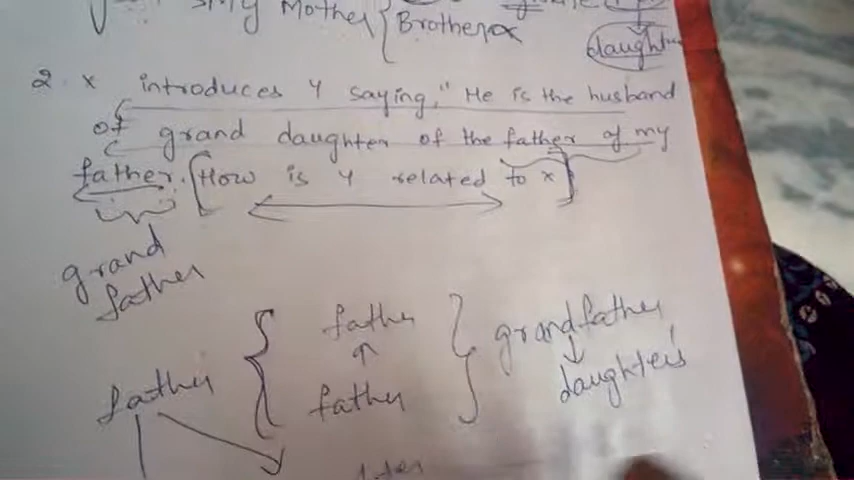 my Mother { Brother
daughter
2. x introduces y saying," He is the husband
of grand daughter of the father of my
father. [How is y related to x]
grand
father
father { father } grandfather
↑ ↓
father daughter's